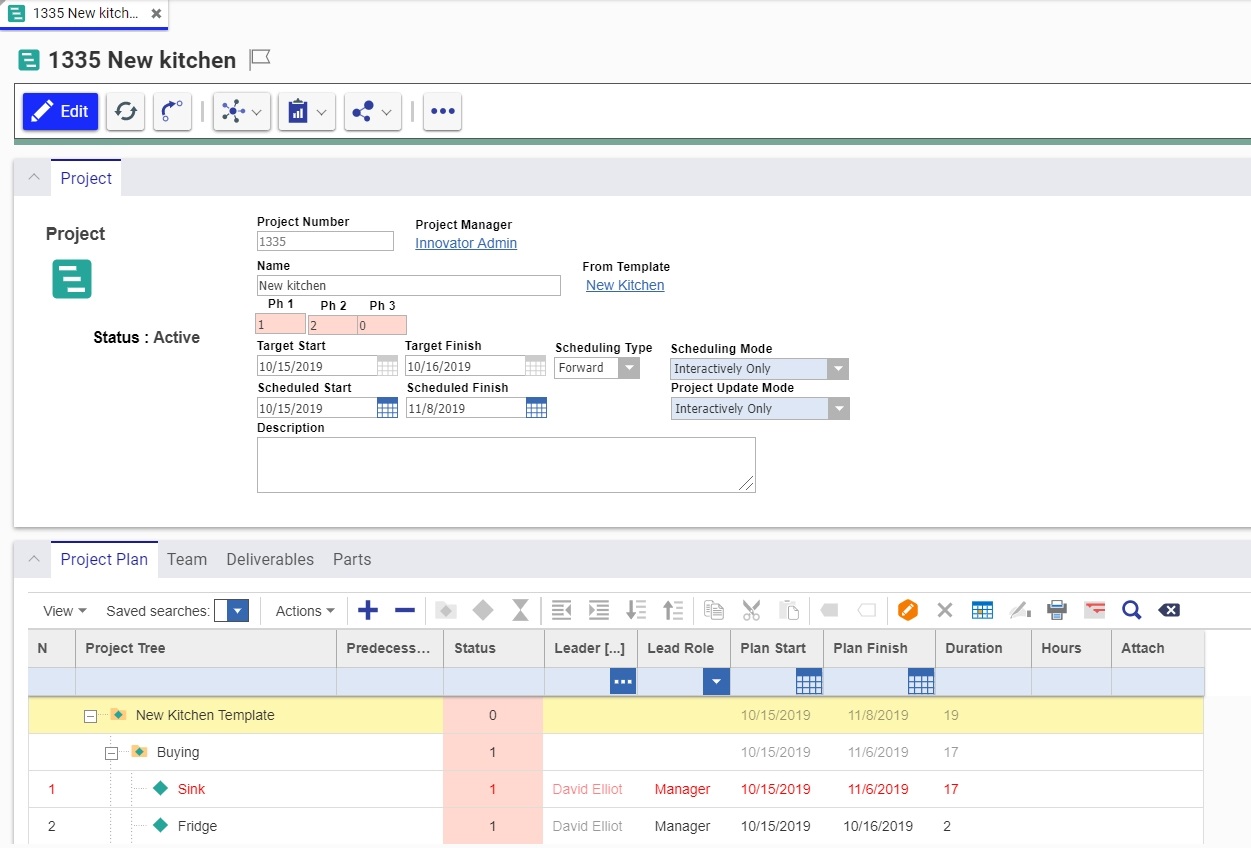 1335 New kitch...
1335 New kitchen
Edit
Project
Project
Status : Active
Project Number
1335
Project Manager
Innovator Admin
Name
New kitchen
From Template
New Kitchen
Ph 1 Ph 2 Ph 3
1 2 0
Target Start Target Finish Scheduling Type Scheduling Mode
10/15/2019 10/16/2019 Forward Interactively Only
Scheduled Start Scheduled Finish Project Update Mode
10/15/2019 11/8/2019 Interactively Only
Description
Project Plan Team Deliverables Parts
View Saved searches: Actions
N Project Tree Predecess... Status Leader [...] Lead Role Plan Start Plan Finish Duration Hours Attach
New Kitchen Template 0 10/15/2019 11/8/2019 19
Buying 1 10/15/2019 11/6/2019 17
1 Sink 1 David Elliot Manager 10/15/2019 11/6/2019 17
2 Fridge 1 David Elliot Manager 10/15/2019 10/16/2019 2